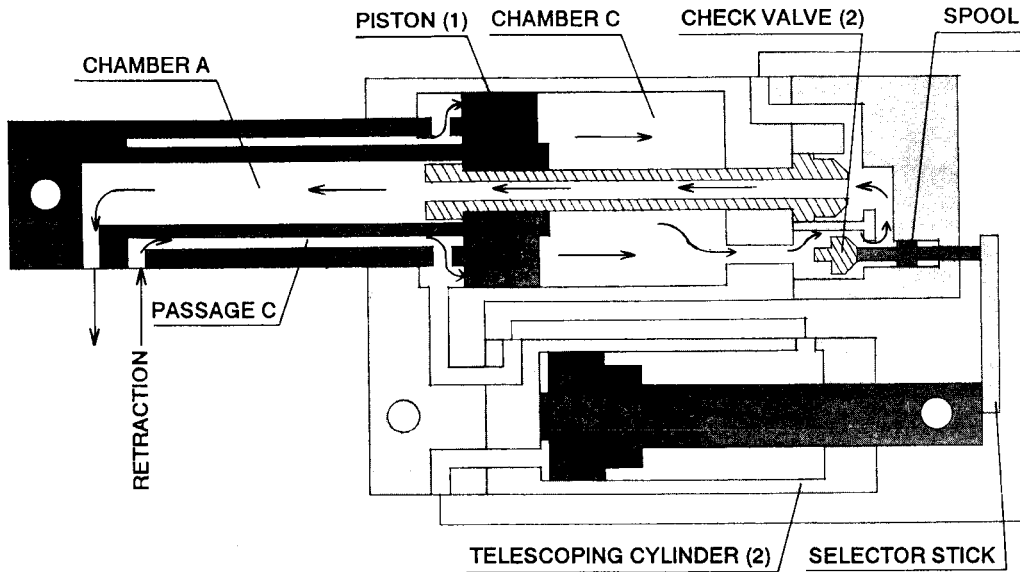 PISTON (1)
CHAMBER C
CHECK VALVE (2)
SPOOL
CHAMBER A
PASSAGE C
RETRACTION
TELESCOPING CYLINDER (2)
SELECTOR STICK